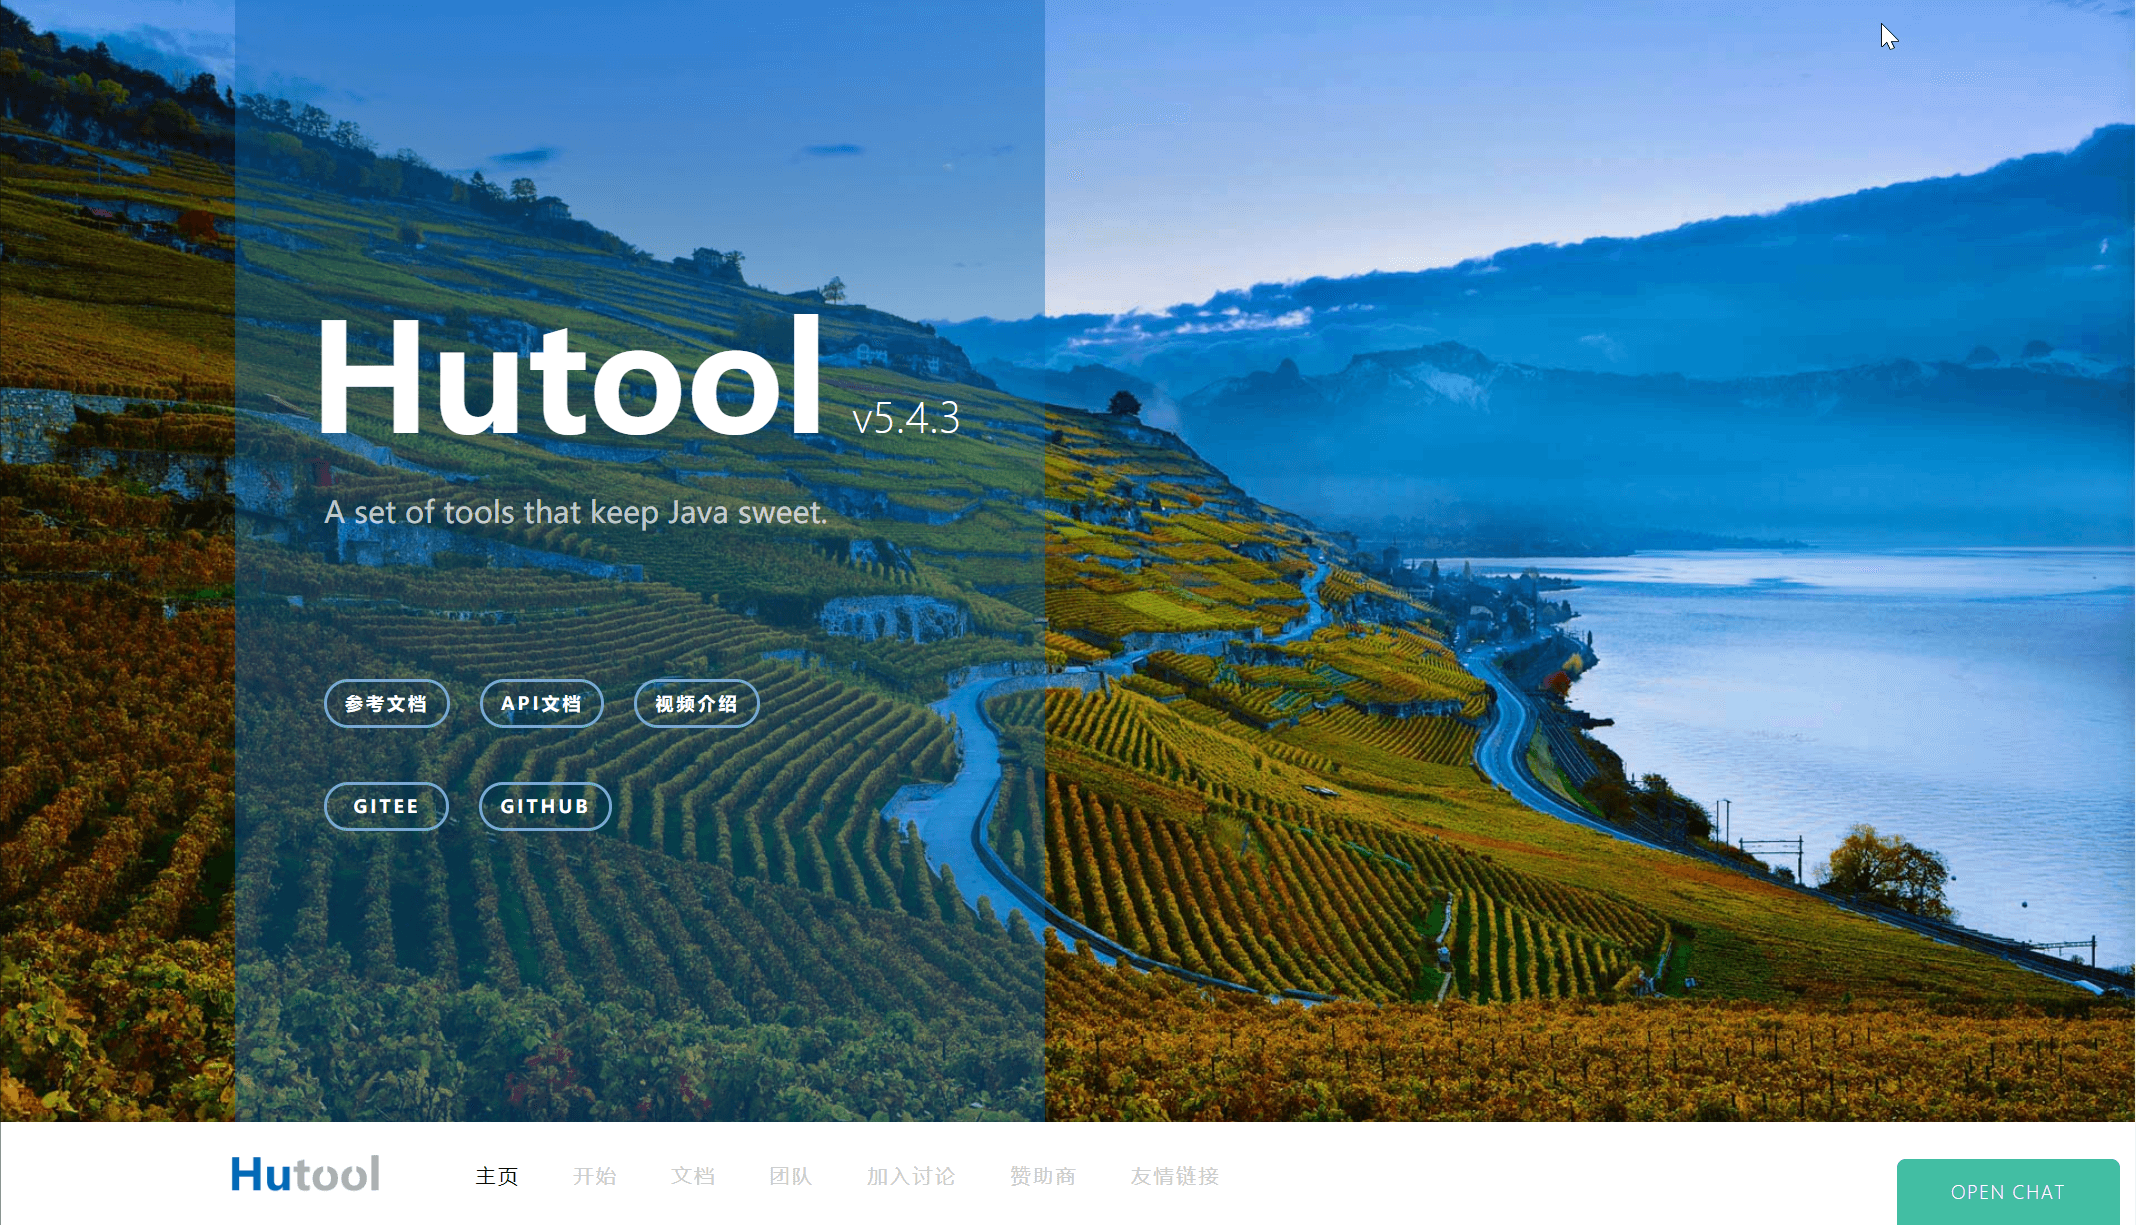 Hutool v5.4.3
A set of tools that keep Java sweet.
参考文档 API文档 视频介绍
GITEE GITHUB
Hutool 主页 开始 文档 团队 加入讨论 赞助商 友情链接
OPEN CHAT